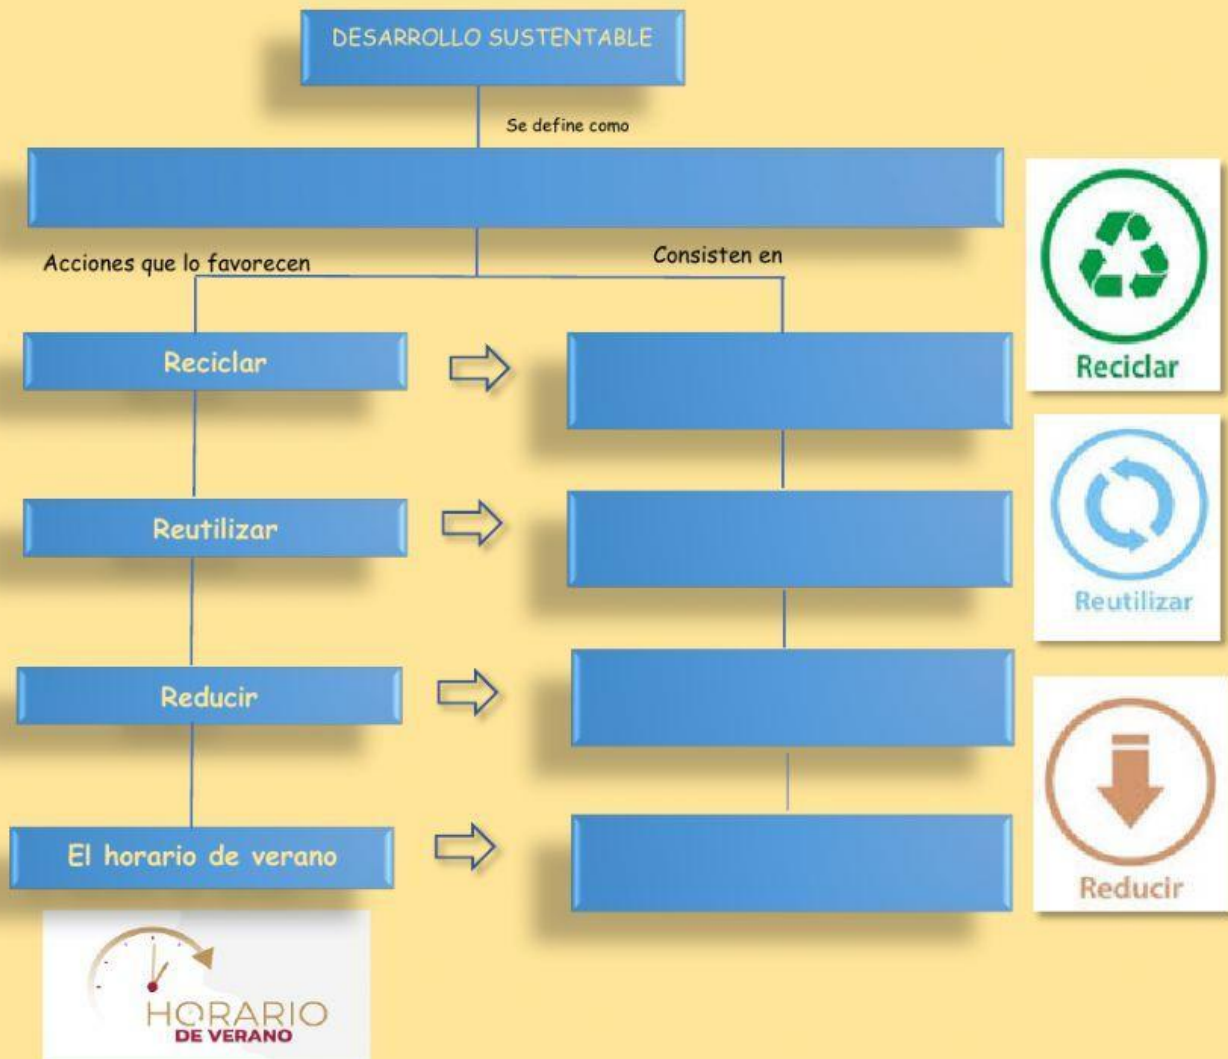 DESARROLLO SUSTENTABLE
Se define como
Acciones que lo favorecen
Consisten en
Reciclar
Reciclar
Reutilizar
Reutilizar
Reducir
Reducir
El horario de verano
HORARIO
DE VERANO